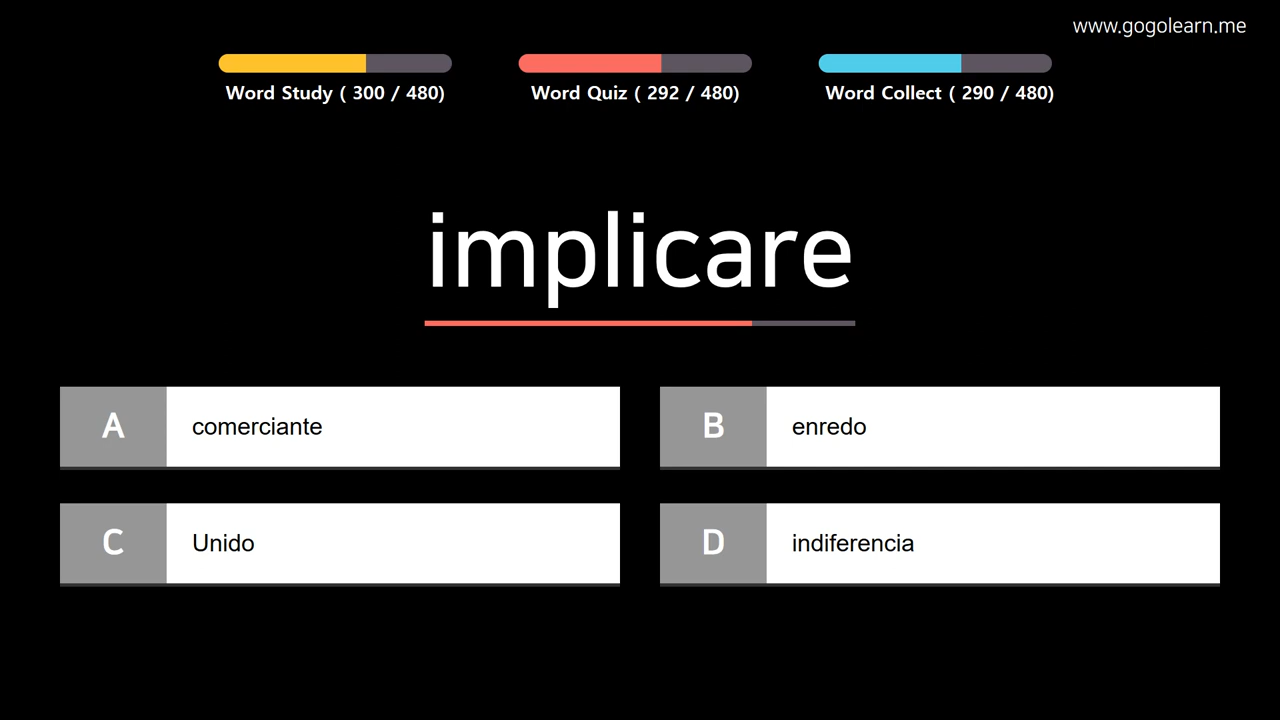 www.gogolearn.me
Word Study ( 300 / 480)
Word Quiz ( 292 / 480)
Word Collect ( 290 / 480)
implicare
A comerciante
B enredo
C Unido
D indiferencia